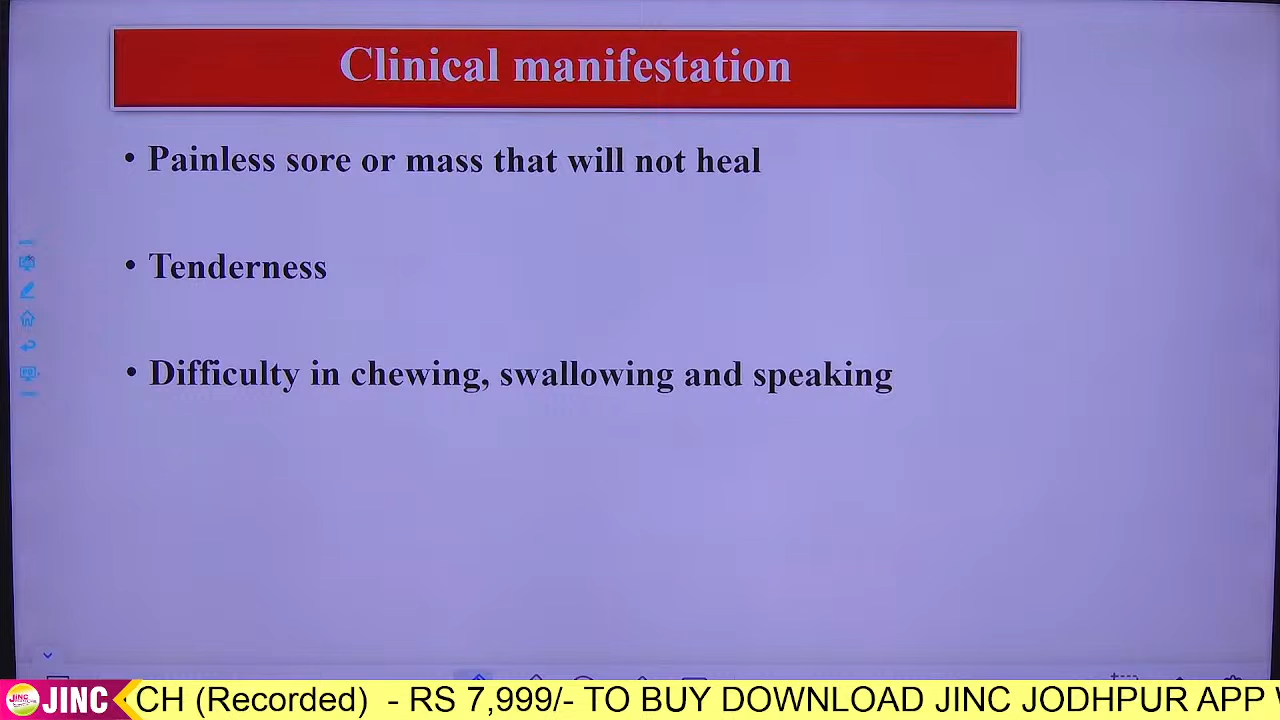 Clinical manifestation
• Painless sore or mass that will not heal
• Tenderness
• Difficulty in chewing, swallowing and speaking
JINC CH (Recorded) - RS 7,999/- TO BUY DOWNLOAD JINC JODHPUR APP